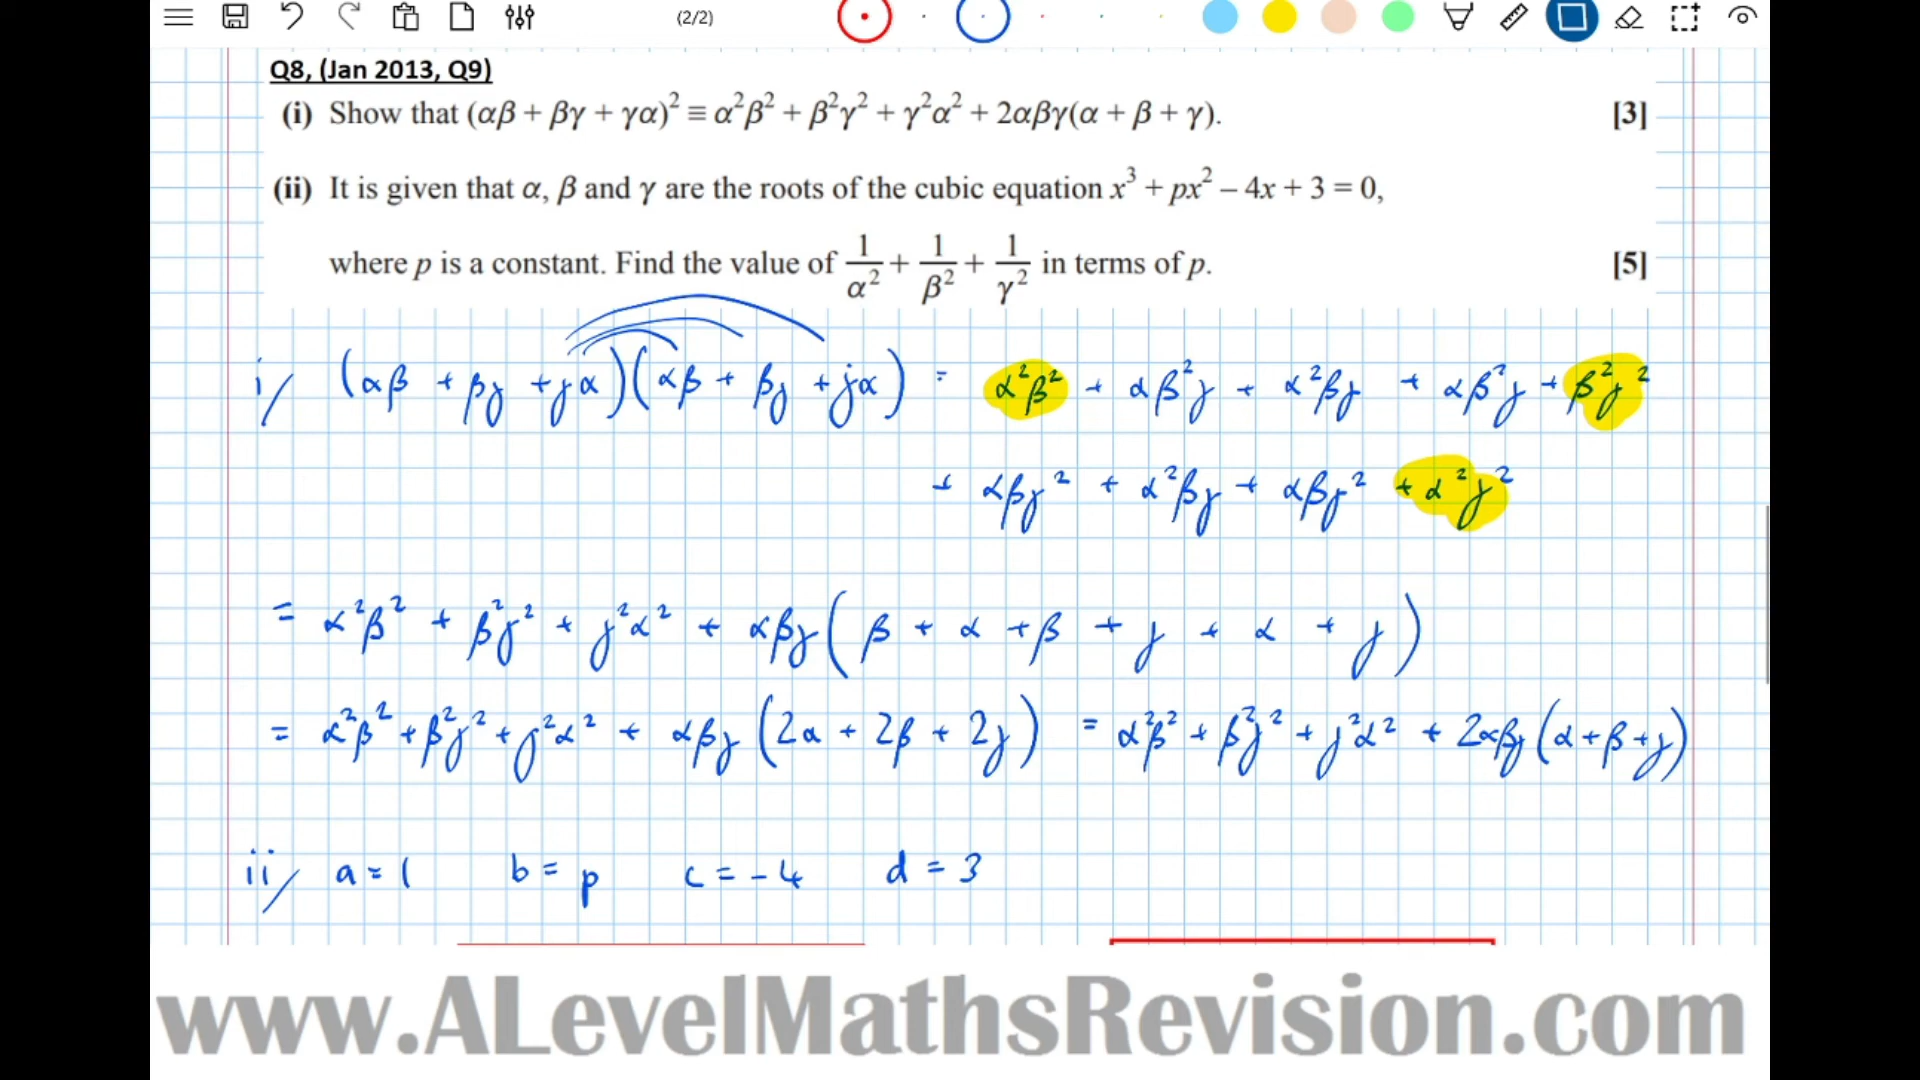 (2/2)
Q8, (Jan 2013, Q9)
(i) Show that (αβ + βγ + γα)² ≡ α²β² + β²γ² + γ²α² + 2αβγ(α + β + γ). [3]
(ii) It is given that α, β and γ are the roots of the cubic equation x³ + px² – 4x + 3 = 0,
where p is a constant. Find the value of 1/α² + 1/β² + 1/γ² in terms of p. [5]
i/ (αβ + βγ + γα)(αβ + βγ + γα) = α²β² + αβ²γ + α²βγ + αβ²γ + β²γ²
+ αβγ² + α²βγ + αβγ² + α²γ²
= α²β² + β²γ² + γ²α² + αβγ(β + α + β + γ + α + γ)
= α²β² + β²γ² + γ²α² + αβγ(2α + 2β + 2γ) = α²β² + β²γ² + γ²α² + 2αβγ(α + β + γ)
ii/ a = 1 b = p c = -4 d = 3
www.ALevelMathsRevision.com